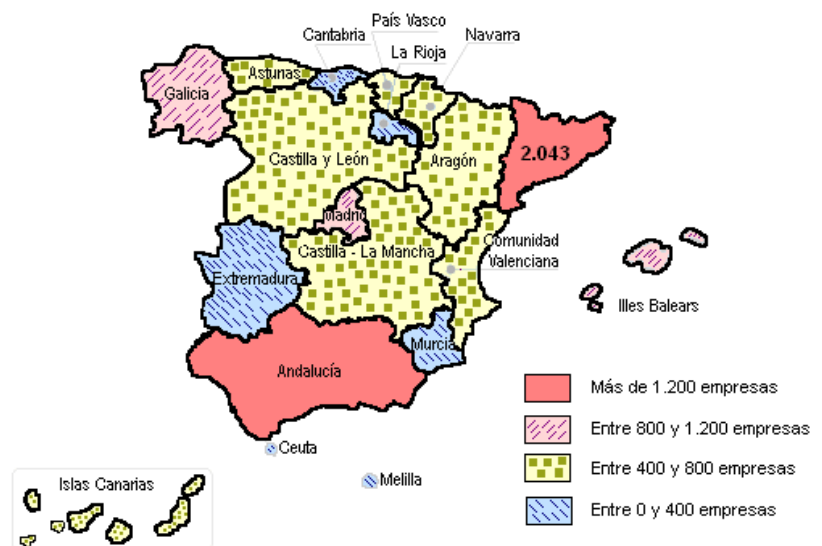 País Vasco
Cantabria
Navarra
La Rioja
Asturias
Galicia
2.043
Castilla y León
Aragón
Madrid
Comunidad
Valenciana
Castilla - La Mancha
Extremadura
Illes Balears
Murcia
Andalucía
Más de 1.200 empresas
Entre 800 y 1.200 empresas
Ceuta
Entre 400 y 800 empresas
Islas Canarias
Melilla
Entre 0 y 400 empresas